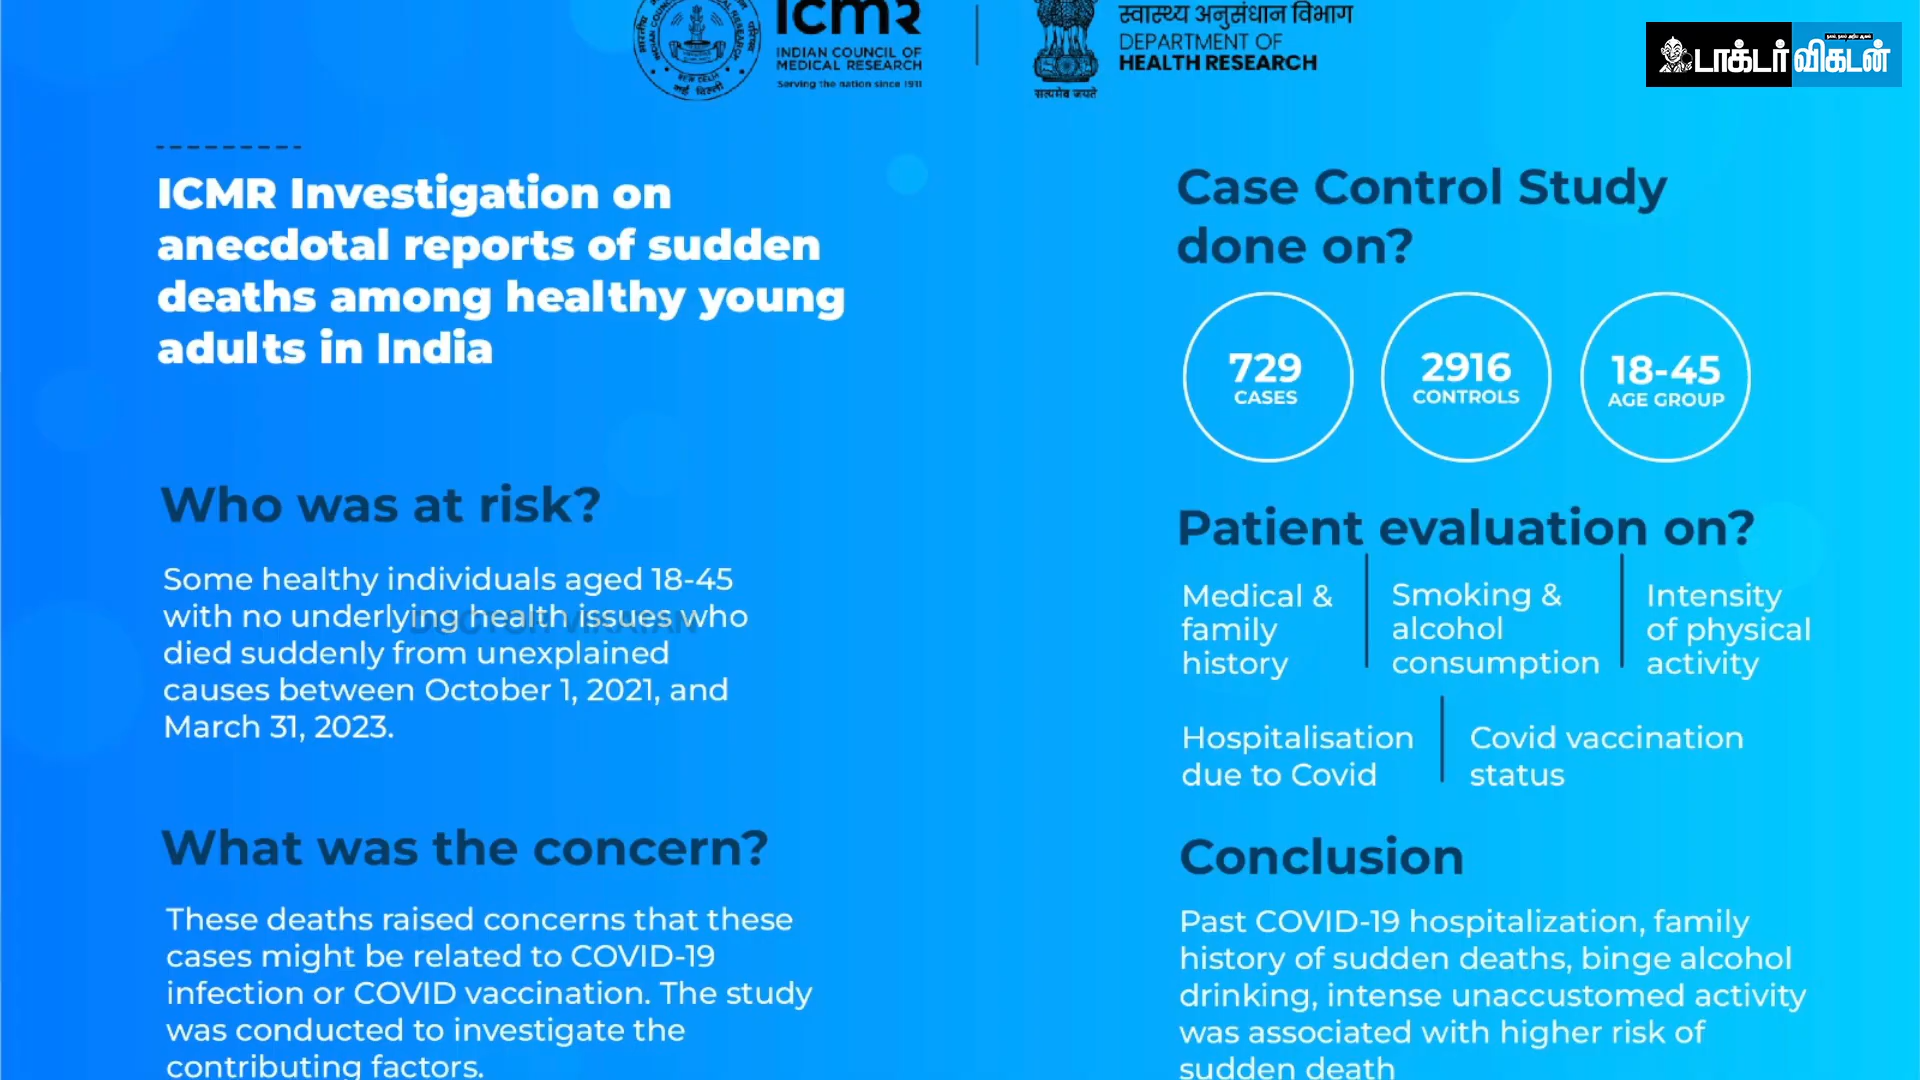 ICMR
INDIAN COUNCIL OF
MEDICAL RESEARCH
Serving the nation since 1911
NEW DELHI
नई दिल्ली
स्वास्थ्य अनुसंधान विभाग
DEPARTMENT OF
HEALTH RESEARCH
सत्यमेव जयते
டாக்டர் விகடன்
ICMR Investigation on
anecdotal reports of sudden
deaths among healthy young
adults in India
Who was at risk?
Some healthy individuals aged 18-45
with no underlying health issues who
died suddenly from unexplained
causes between October 1, 2021, and
March 31, 2023.
DOCTOR VIKATAN
What was the concern?
These deaths raised concerns that these
cases might be related to COVID-19
infection or COVID vaccination. The study
was conducted to investigate the
contributing factors.
Case Control Study
done on?
729
CASES
2916
CONTROLS
18-45
AGE GROUP
Patient evaluation on?
Medical &
family
history
Smoking &
alcohol
consumption
Intensity
of physical
activity
Hospitalisation
due to Covid
Covid vaccination
status
Conclusion
Past COVID-19 hospitalization, family
history of sudden deaths, binge alcohol
drinking, intense unaccustomed activity
was associated with higher risk of
sudden death